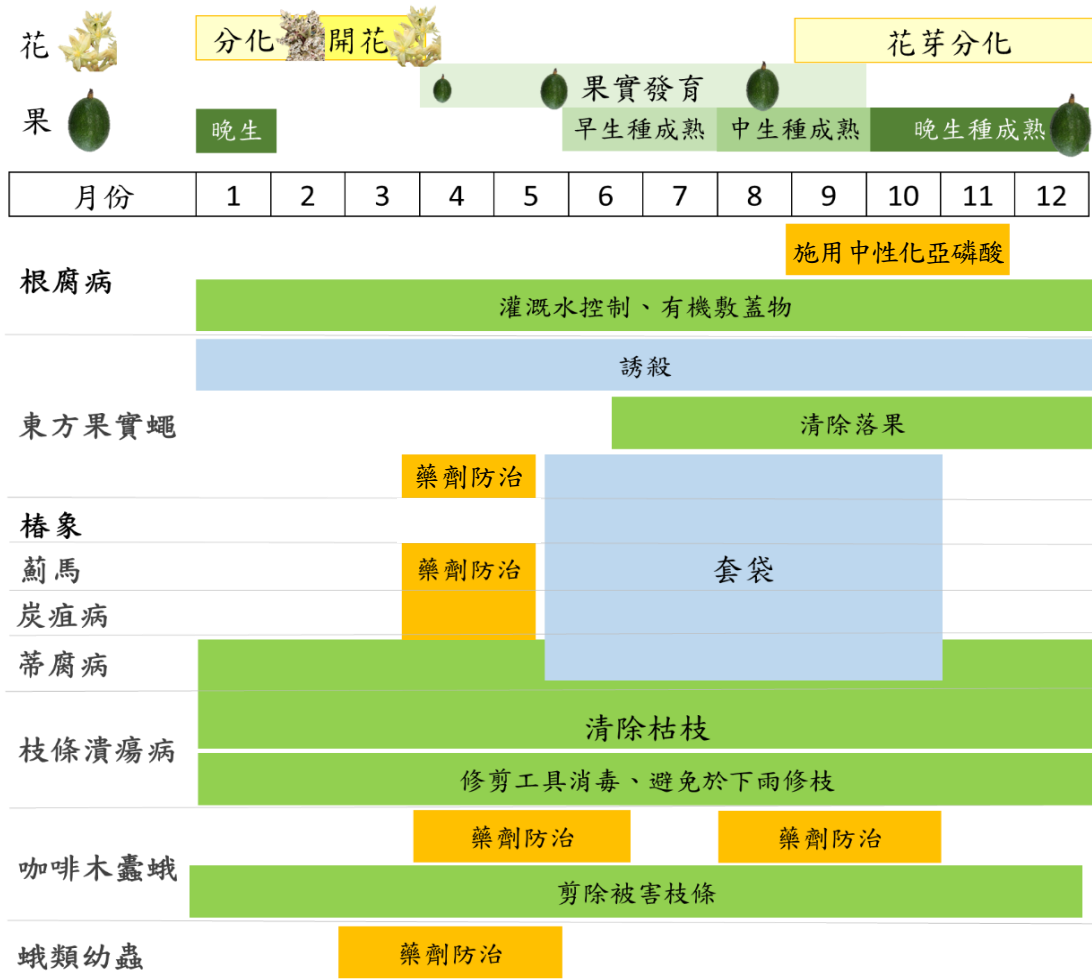 花
分化
開花
花芽分化
果實發育
果
晚生
早生種成熟
中生種成熟
晚生種成熟
月份 1 2 3 4 5 6 7 8 9 10 11 12
施用中性化亞磷酸
根腐病
灌溉水控制、有機敷蓋物
誘殺
東方果實蠅
清除落果
藥劑防治
椿象
薊馬
藥劑防治
套袋
炭疽病
蒂腐病
清除枯枝
枝條潰瘍病
修剪工具消毒、避免於下雨修枝
藥劑防治
藥劑防治
咖啡木蠹蛾
剪除被害枝條
蛾類幼蟲
藥劑防治